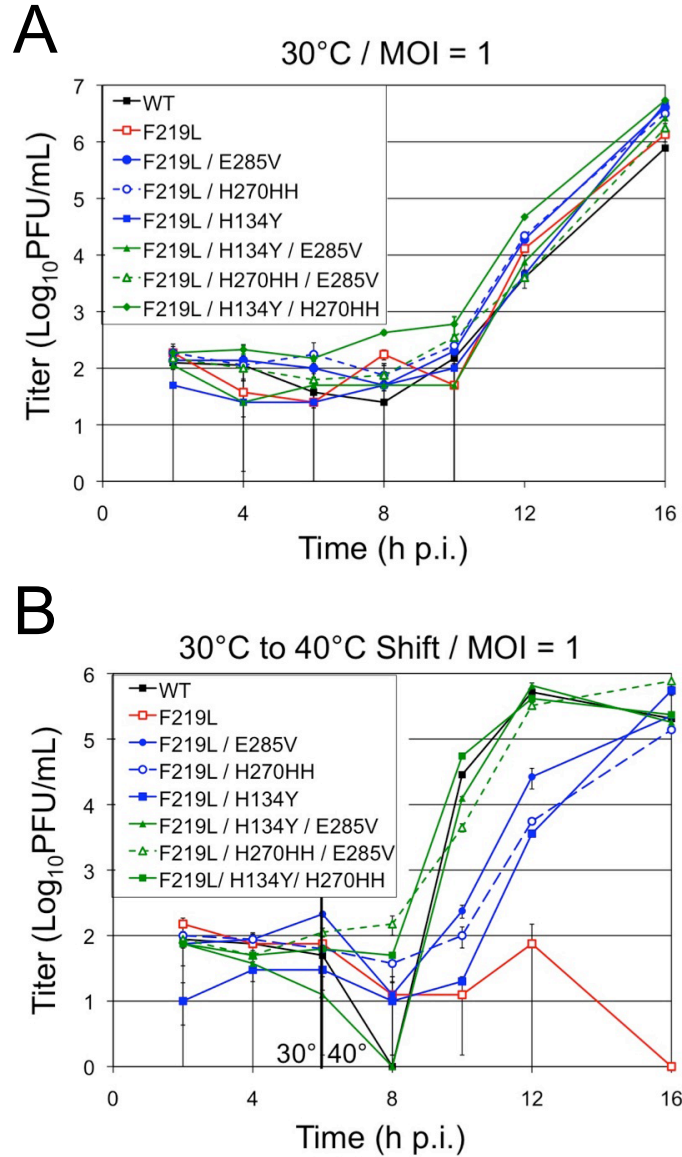 A
30°C / MOI = 1
Titer (Log10PFU/mL)
7
6
5
4
3
2
1
0
WT
F219L
F219L / E285V
F219L / H270HH
F219L / H134Y
F219L / H134Y / E285V
F219L / H270HH / E285V
F219L / H134Y / H270HH
0 4 8 12 16
Time (h p.i.)
B
30°C to 40°C Shift / MOI = 1
Titer (Log10PFU/mL)
6
5
4
3
2
1
0
WT
F219L
F219L / E285V
F219L / H270HH
F219L / H134Y
F219L / H134Y / E285V
F219L / H270HH / E285V
F219L/ H134Y/ H270HH
30° 40°
0 4 8 12 16
Time (h p.i.)